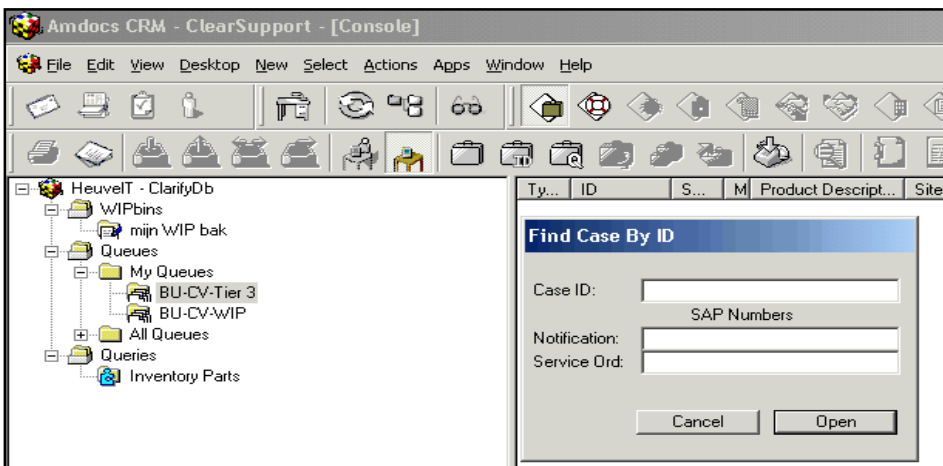 Amdocs CRM - ClearSupport - [Console]
File Edit View Desktop New Select Actions Apps Window Help
HeuvelT - ClarifyDb
WIPbins
mijn WIP bak
Queues
My Queues
BU-CV-Tier 3
BU-CV-WIP
All Queues
Queries
Inventory Parts
Ty... ID S... M Product Descript... Site
Find Case By ID
Case ID:
SAP Numbers
Notification:
Service Ord:
Cancel Open